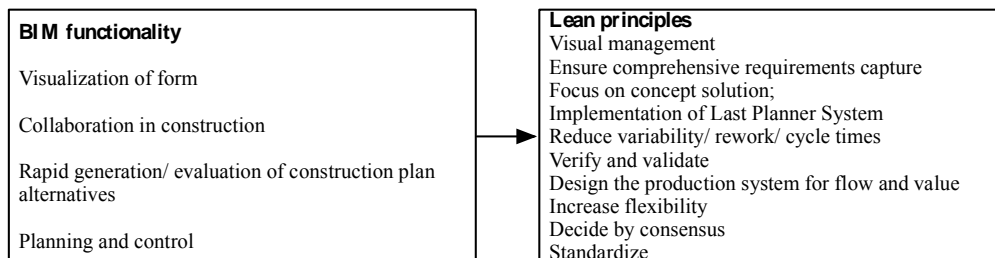 BIM functionality
Visualization of form
Collaboration in construction
Rapid generation/ evaluation of construction plan
alternatives
Planning and control
Lean principles
Visual management
Ensure comprehensive requirements capture
Focus on concept solution;
Implementation of Last Planner System
Reduce variability/ rework/ cycle times
Verify and validate
Design the production system for flow and value
Increase flexibility
Decide by consensus
Standardize